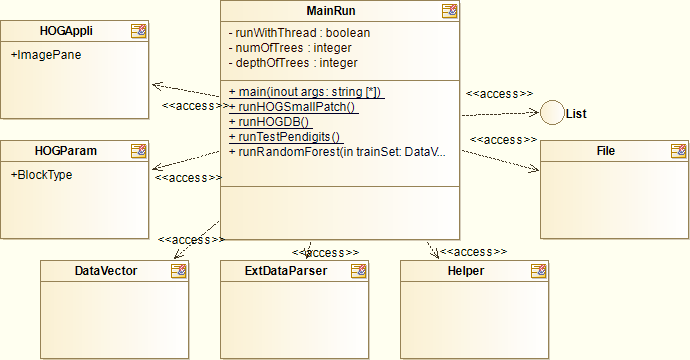 HOGAppli
+ImagePane
MainRun
- runWithThread : boolean
- numOfTrees : integer
- depthOfTrees : integer
+ main(inout args: string [*])
+ runHOGSmallPatch()
+ runHOGDB()
+ runTestPendigits()
+ runRandomForest(in trainSet: DataV...
<<access>>
<<access>>
List
<<access>>
HOGParam
+BlockType
<<access>>
File
<<access>>
<<access>>
<<access>>
DataVector
ExtDataParser
Helper